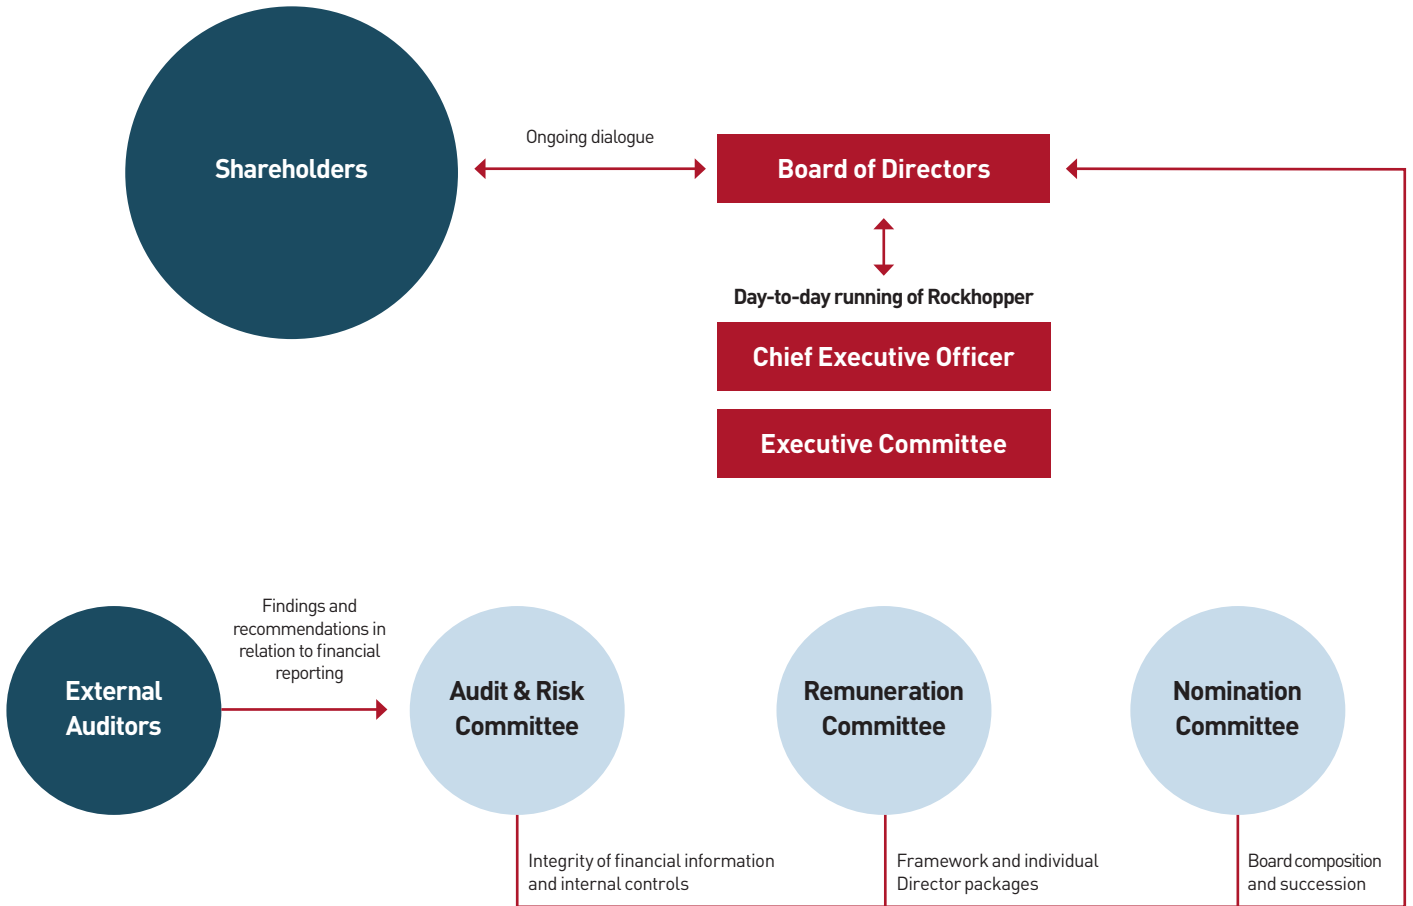 Ongoing dialogue
Shareholders
Board of Directors
Day-to-day running of Rockhopper
Chief Executive Officer
Executive Committee
Findings and
recommendations in
relation to financial
reporting
External
Auditors
Audit & Risk
Committee
Remuneration
Committee
Nomination
Committee
Integrity of financial information
and internal controls
Framework and individual
Director packages
Board composition
and succession